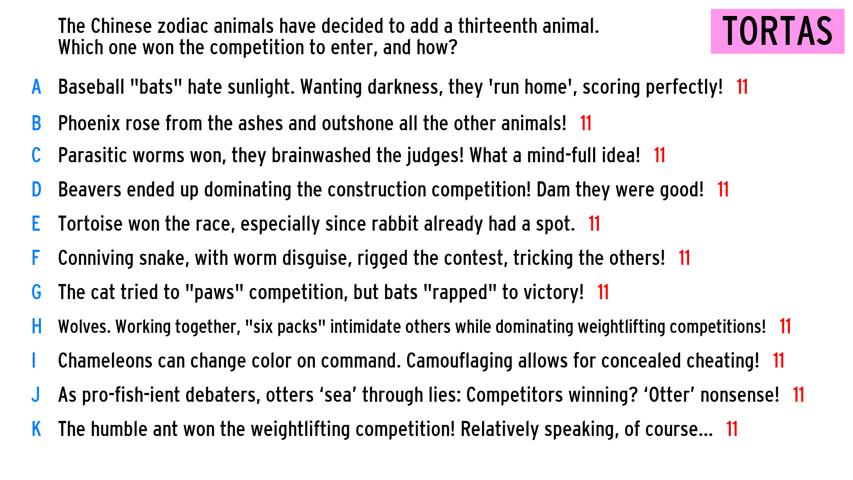 The Chinese zodiac animals have decided to add a thirteenth animal.
Which one won the competition to enter, and how?
TORTAS
A Baseball "bats" hate sunlight. Wanting darkness, they 'run home', scoring perfectly! 11
B Phoenix rose from the ashes and outshone all the other animals! 11
C Parasitic worms won, they brainwashed the judges! What a mind-full idea! 11
D Beavers ended up dominating the construction competition! Dam they were good! 11
E Tortoise won the race, especially since rabbit already had a spot. 11
F Conniving snake, with worm disguise, rigged the contest, tricking the others! 11
G The cat tried to "paws" competition, but bats "rapped" to victory! 11
H Wolves. Working together, "six packs" intimidate others while dominating weightlifting competitions! 11
I Chameleons can change color on command. Camouflaging allows for concealed cheating! 11
J As pro-fish-ient debaters, otters ‘sea’ through lies: Competitors winning? ‘Otter’ nonsense! 11
K The humble ant won the weightlifting competition! Relatively speaking, of course... 11